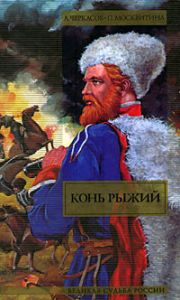 А. ЧЕРКАСОВ · П. МОСКВИТИНА
КОНЬ РЫЖИЙ
ВЕЛИКАЯ СУДЬБА РОССИИ